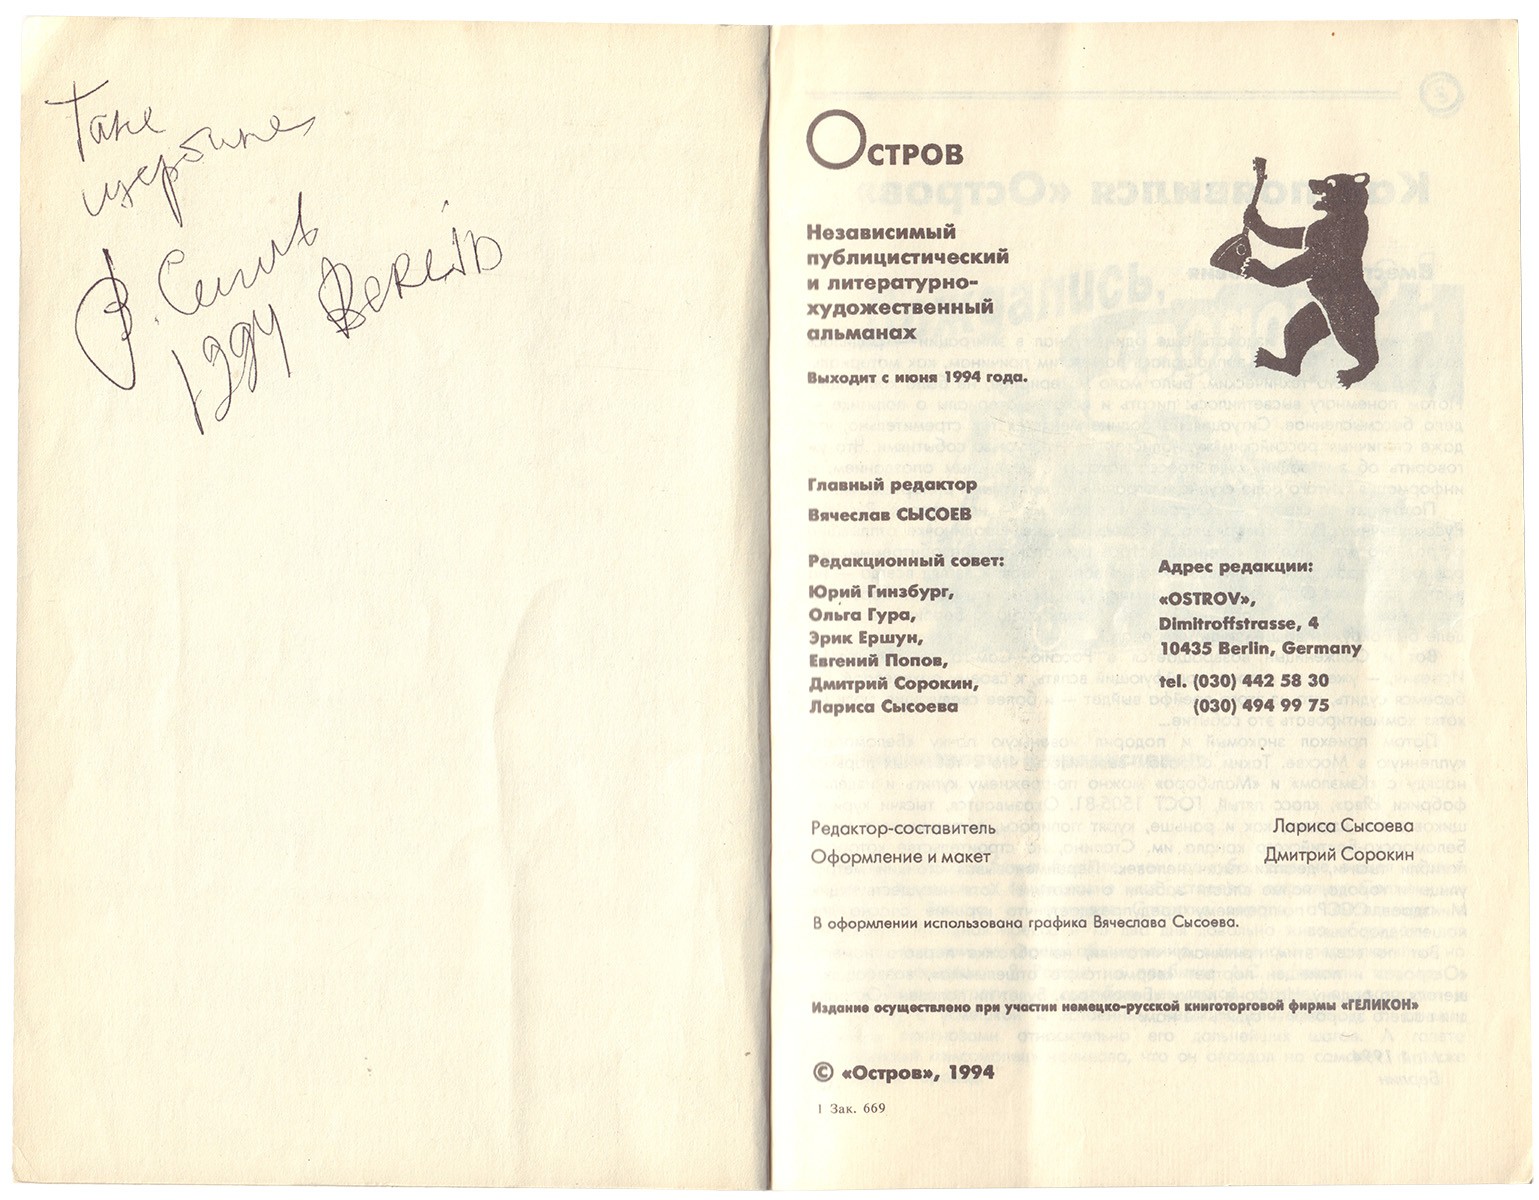 Тане
Щербине
В. Сысоев
1994 Berlin
Остров
Независимый
публицистический
и литературно-
художественный
альманах
Выходит с июня 1994 года.
Главный редактор
Вячеслав СЫСОЕВ
Редакционный совет:
Юрий Гинзбург,
Ольга Гура,
Эрик Ершун,
Евгений Попов,
Дмитрий Сорокин,
Лариса Сысоева
Адрес редакции:
«OSTROV»,
Dimitroffstrasse, 4
10435 Berlin, Germany
tel. (030) 442 58 30
(030) 494 99 75
Редактор-составитель Лариса Сысоева
Оформление и макет Дмитрий Сорокин
В оформлении использована графика Вячеслава Сысоева.
Издание осуществлено при участии немецко-русской книготорговой фирмы «ГЕЛИКОН»
© «Остров», 1994
1 Зак. 669